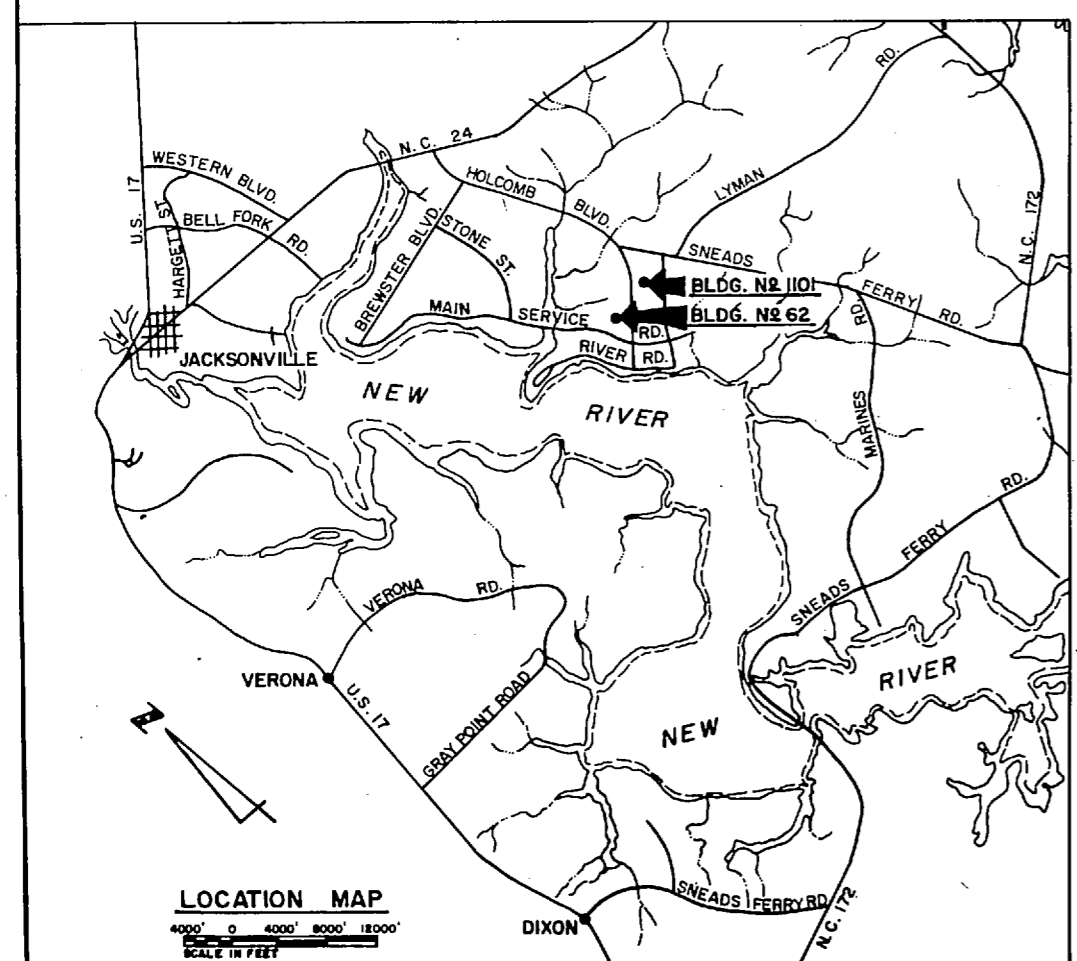 N.C. 24
RD.
WESTERN BLVD.
U.S. 17
HARGETT ST.
BELL FORK RD.
HOLCOMB BLVD.
LYMAN
N.C. 172
BREWSTER BLVD.
STONE ST.
SNEADS FERRY RD.
BLDG. No 1101
BLDG. No 62
MAIN SERVICE RD.
RIVER RD.
JACKSONVILLE
NEW RIVER
MARINES RD.
SNEADS FERRY RD.
VERONA RD.
VERONA
U.S. 17
GRAY POINT ROAD
NEW RIVER
N
LOCATION MAP
4000' 0 4000' 8000' 12000'
SCALE IN FEET
DIXON
SNEADS FERRY RD.
N.C. 172